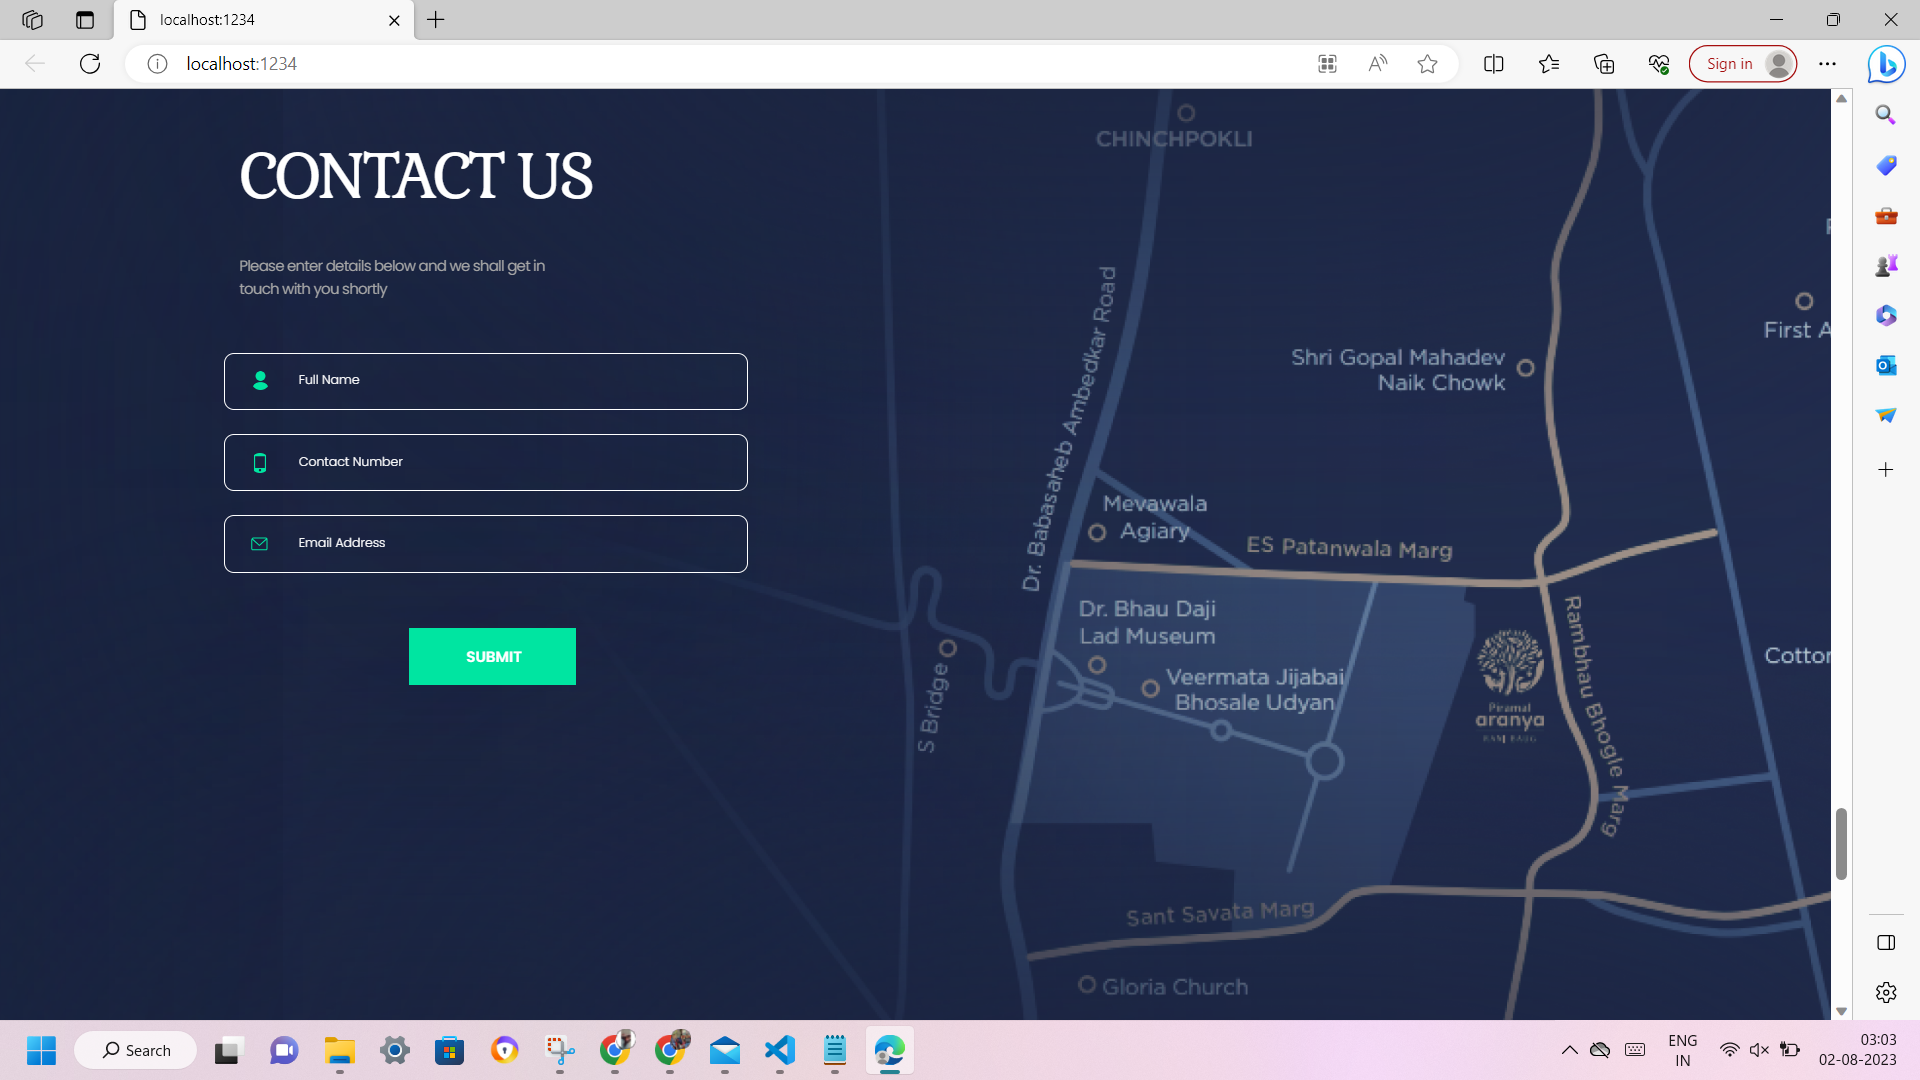 localhost:1234
localhost:1234
Sign in
CONTACT US
Please enter details below and we shall get in
touch with you shortly
Full Name
Contact Number
Email Address
SUBMIT
CHINCHPOKLI
Dr. Babasaheb Ambedkar Road
Shri Gopal Mahadev
Naik Chowk
First A
Mevawala
Agiary
ES Patanwala Marg
Dr. Bhau Daji
Lad Museum
Veermata Jijabai
Bhosale Udyan
S Bridge
Piramal
aranya
Rambhau Bhogle Marg
Cotton
Sant Savata Marg
Gloria Church
Search
ENG
IN
03:03
02-08-2023